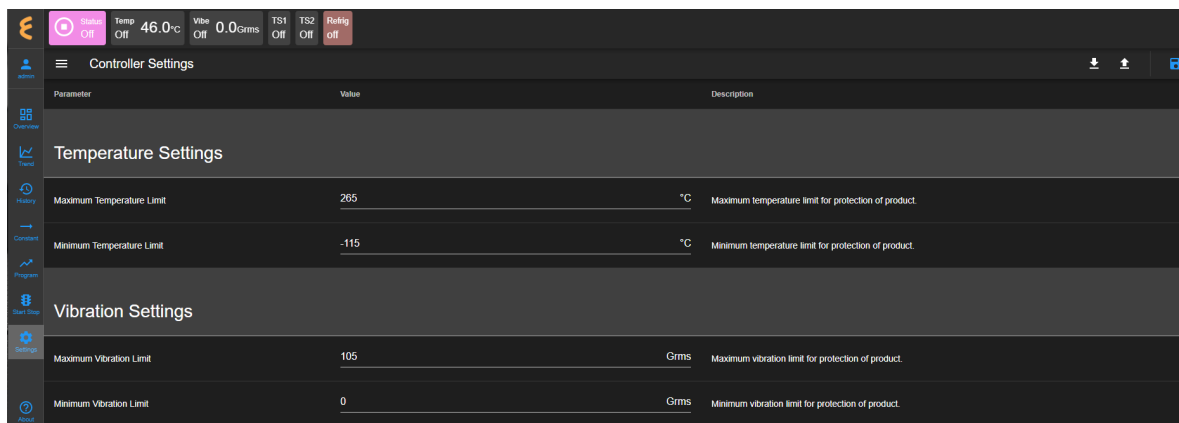 Status Off
Temp Off 46.0°C
Vibe Off 0.0Grms
TS1 Off
TS2 Off
Refrig off
admin
Controller Settings
Parameter Value Description
Overview
Trend
History
Constant
Program
Start Stop
Settings
About
Temperature Settings
Maximum Temperature Limit 265 °C Maximum temperature limit for protection of product.
Minimum Temperature Limit -115 °C Minimum temperature limit for protection of product.
Vibration Settings
Maximum Vibration Limit 105 Grms Maximum vibration limit for protection of product.
Minimum Vibration Limit 0 Grms Minimum vibration limit for protection of product.